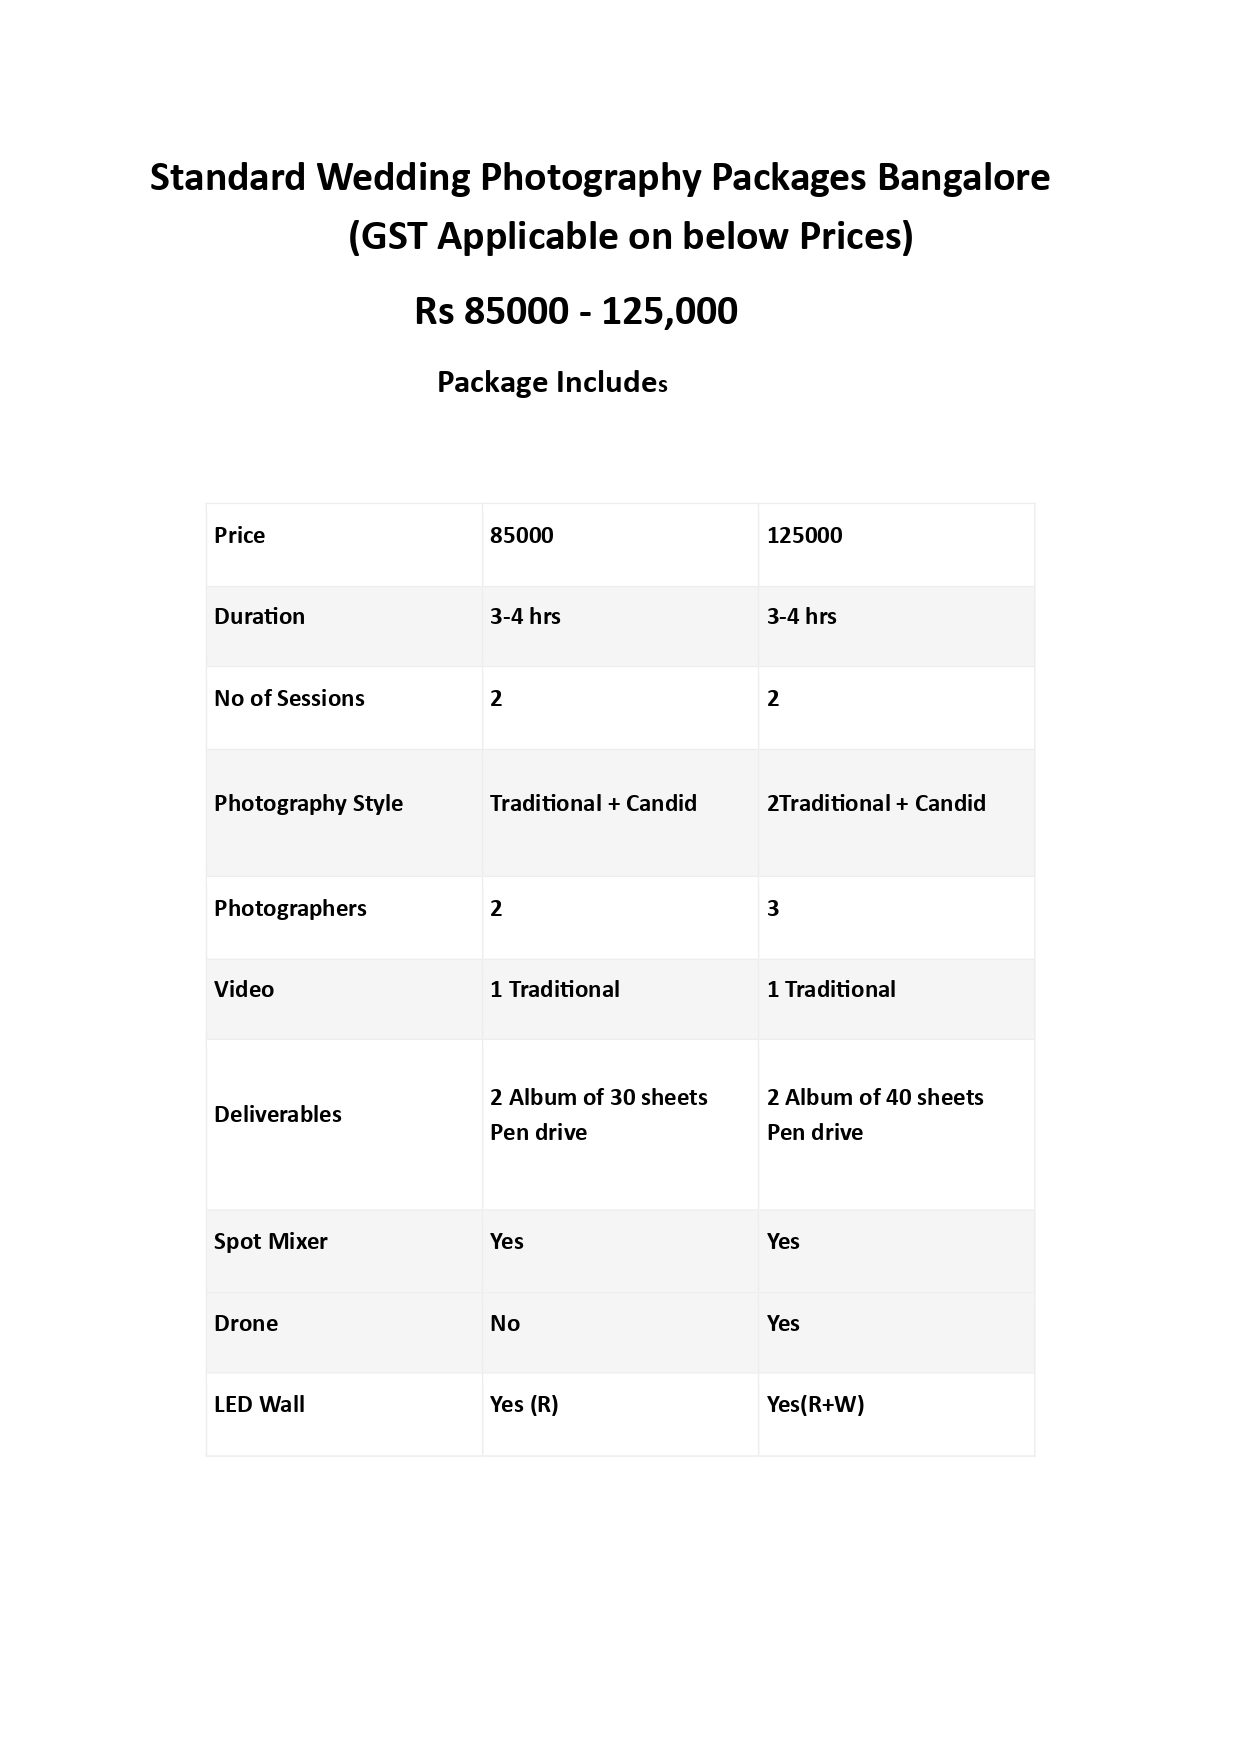 Standard Wedding Photography Packages Bangalore
(GST Applicable on below Prices)
Rs 85000 - 125,000
Package Includes
Price 85000 125000
Duration 3-4 hrs 3-4 hrs
No of Sessions 2 2
Photography Style Traditional + Candid 2Traditional + Candid
Photographers 2 3
Video 1 Traditional 1 Traditional
Deliverables 2 Album of 30 sheets 2 Album of 40 sheets
Pen drive Pen drive
Spot Mixer Yes Yes
Drone No Yes
LED Wall Yes (R) Yes(R+W)